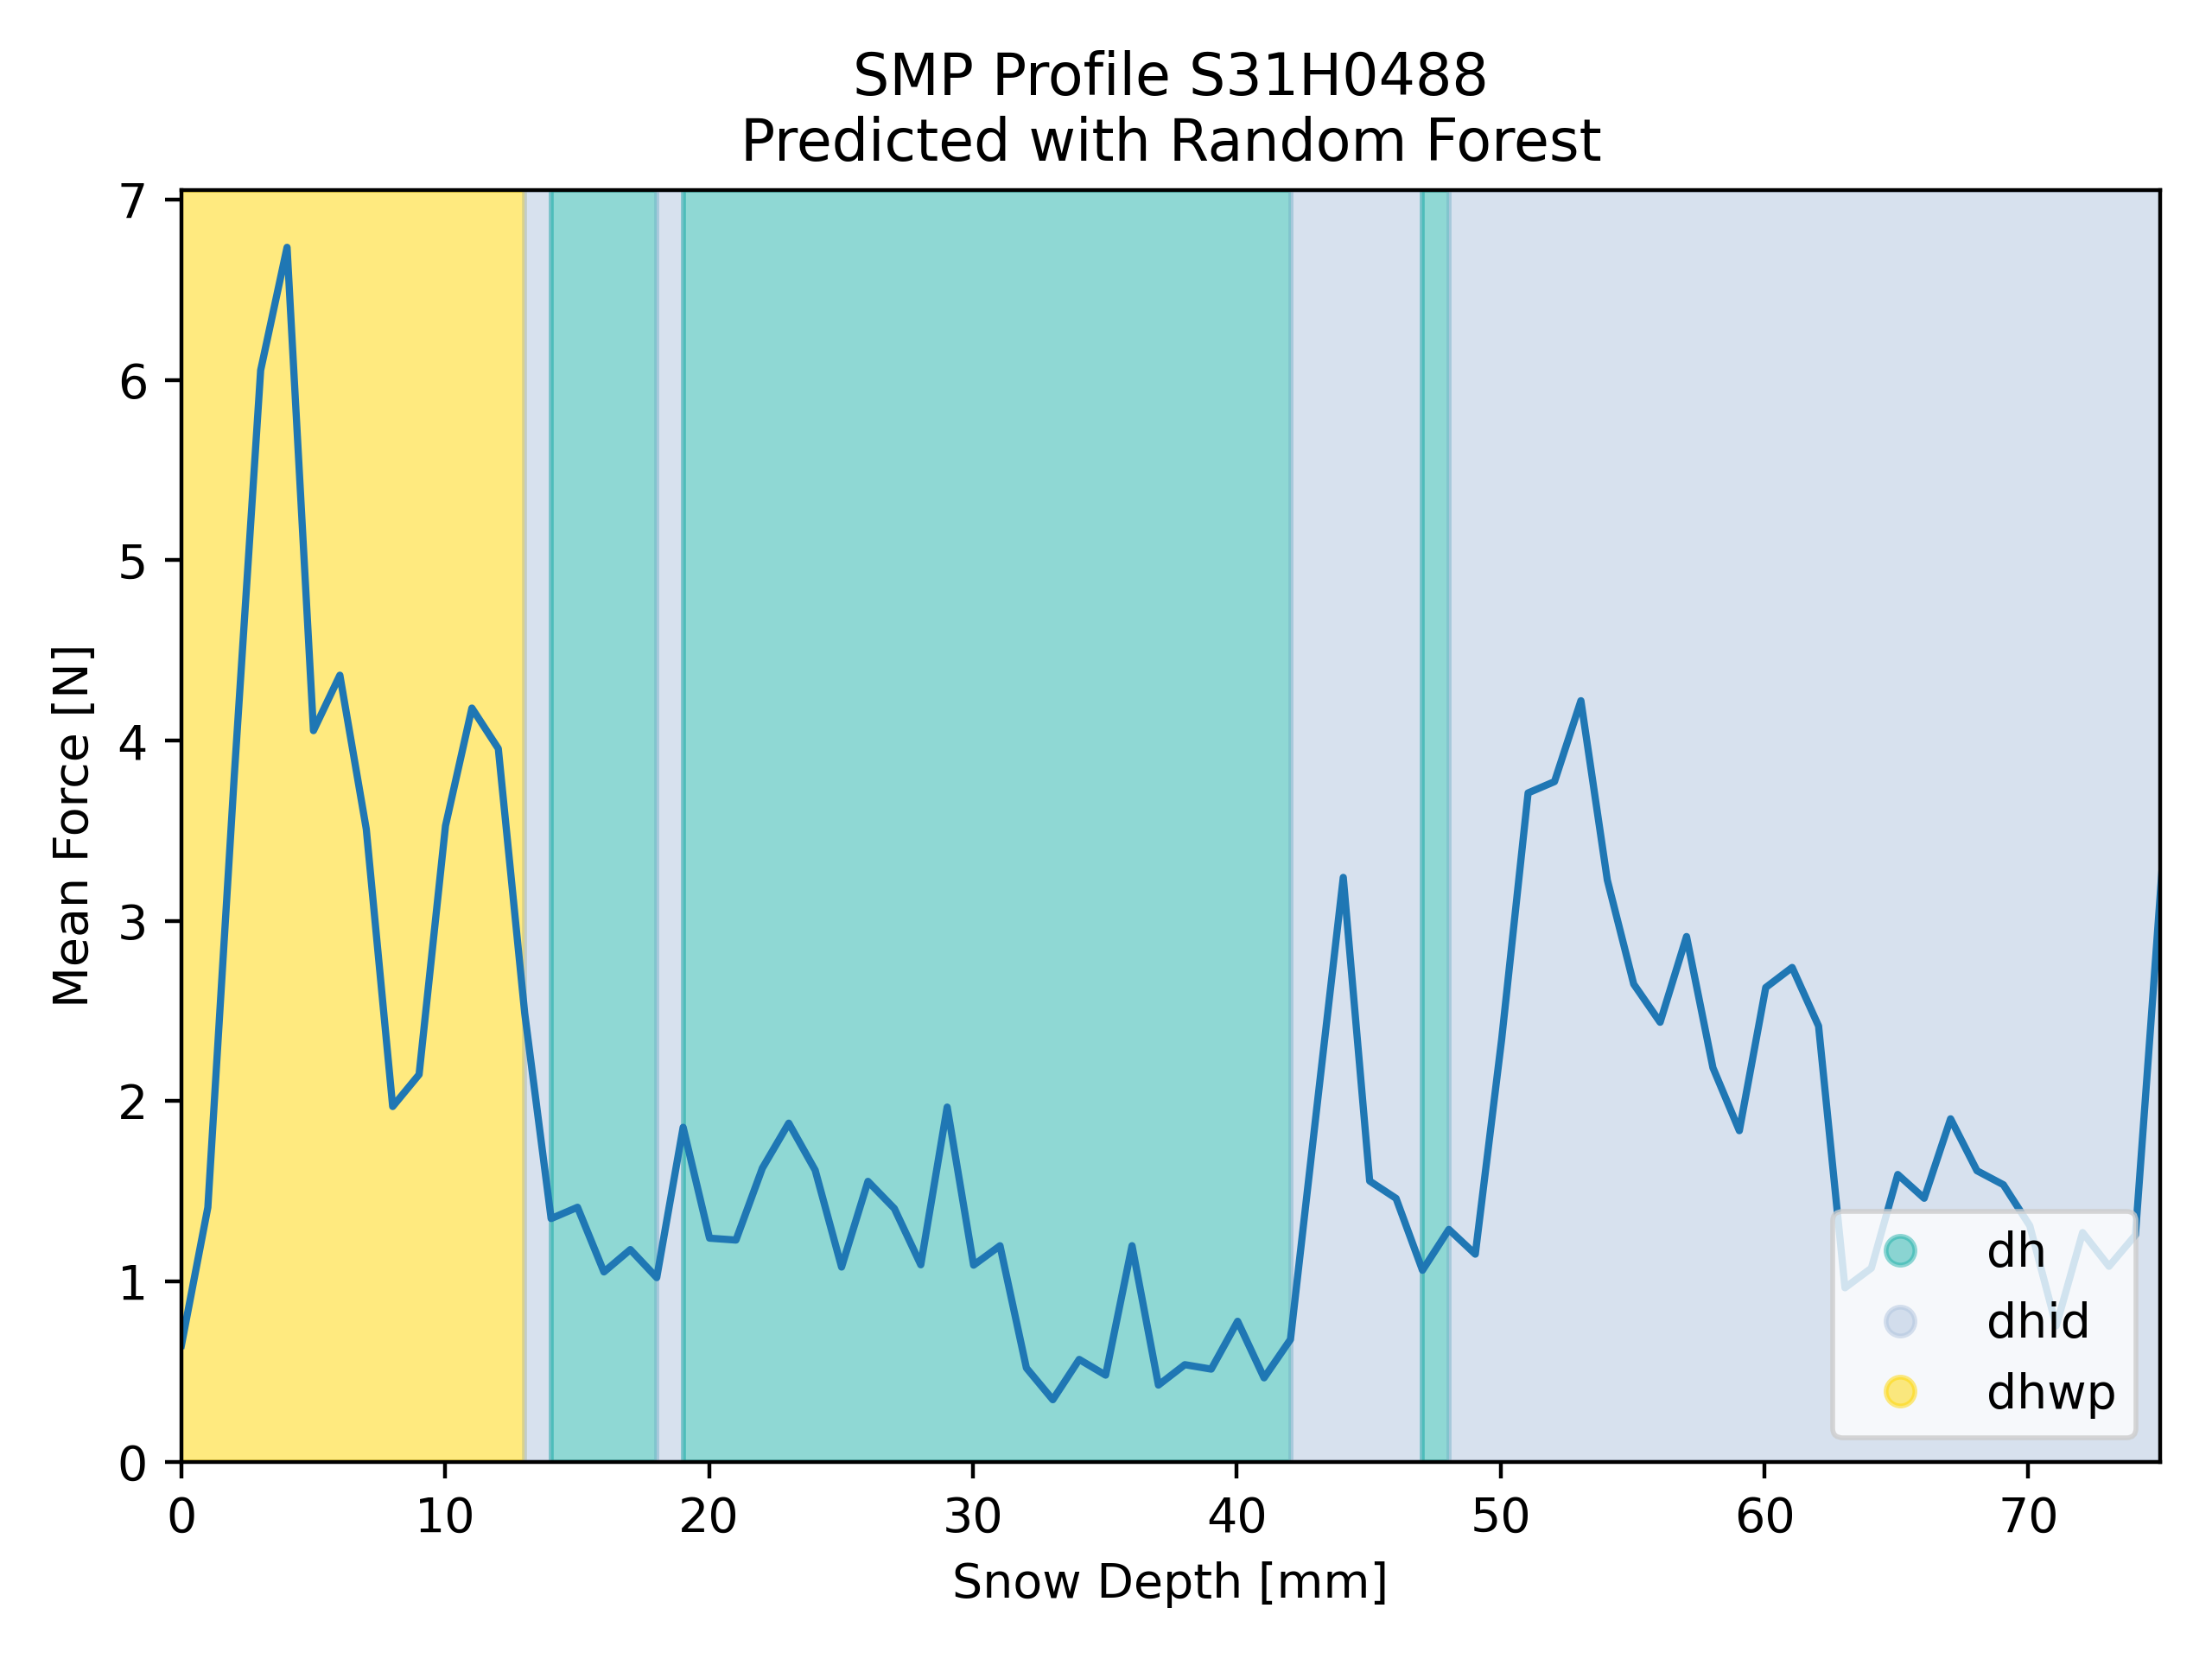 SMP Profile S31H0488
Predicted with Random Forest
Mean Force [N]
7
6
5
4
3
2
1
0
0 10 20 30 40 50 60 70
Snow Depth [mm]
dh
dhid
dhwp